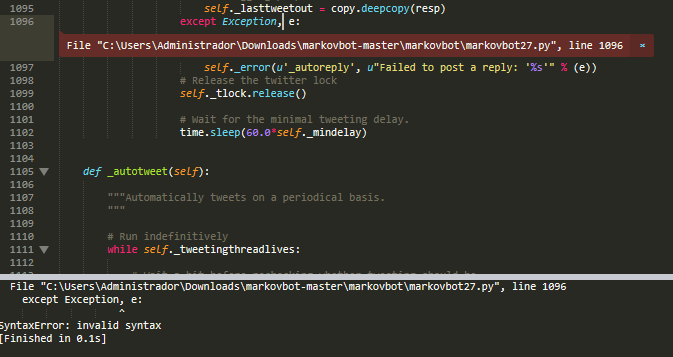 1095 self._lasttweetout = copy.deepcopy(resp)
1096 except Exception, e:
File "C:\Users\Administrador\Downloads\markovbot-master\markovbot\markovbot27.py", line 1096 ×
1097 self._error(u'_autoreply', u"Failed to post a reply: '%s'" % (e))
1098 # Release the twitter lock
1099 self._tlock.release()
1100
1101 # Wait for the minimal tweeting delay.
1102 time.sleep(60.0*self._mindelay)
1103
1104
1105 def _autotweet(self):
1106
1107 """Automatically tweets on a periodical basis.
1108 """
1109
1110 # Run indefinitively
1111 while self._tweetingthreadlives:
1112
File "C:\Users\Administrador\Downloads\markovbot-master\markovbot\markovbot27.py", line 1096
except Exception, e:
^
SyntaxError: invalid syntax
[Finished in 0.1s]